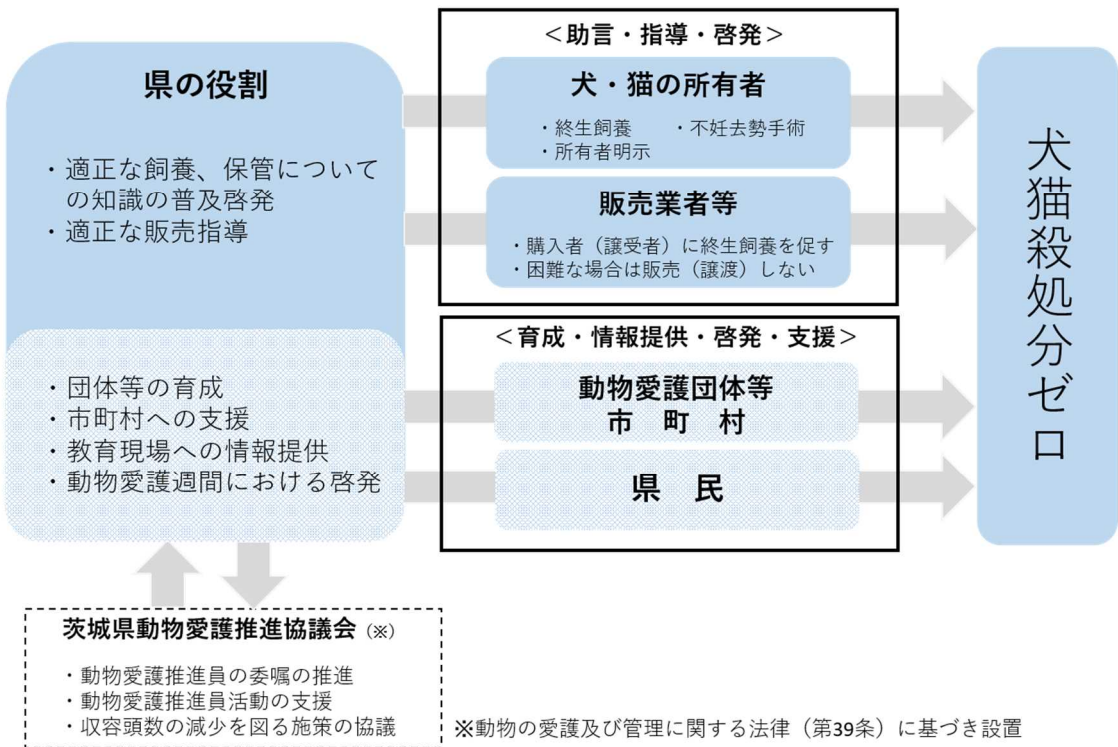 県の役割
・適正な飼養、保管について
の知識の普及啓発
・適正な販売指導
・団体等の育成
・市町村への支援
・教育現場への情報提供
・動物愛護週間における啓発
＜助言・指導・啓発＞
犬・猫の所有者
・終生飼養　・不妊去勢手術
・所有者明示
販売業者等
・購入者（譲受者）に終生飼養を促す
・困難な場合は販売（譲渡）しない
＜育成・情報提供・啓発・支援＞
動物愛護団体等
市　町　村
県　民
犬猫殺処分ゼロ
茨城県動物愛護推進協議会（※）
・動物愛護推進員の委嘱の推進
・動物愛護推進員活動の支援
・収容頭数の減少を図る施策の協議
※動物の愛護及び管理に関する法律（第39条）に基づき設置